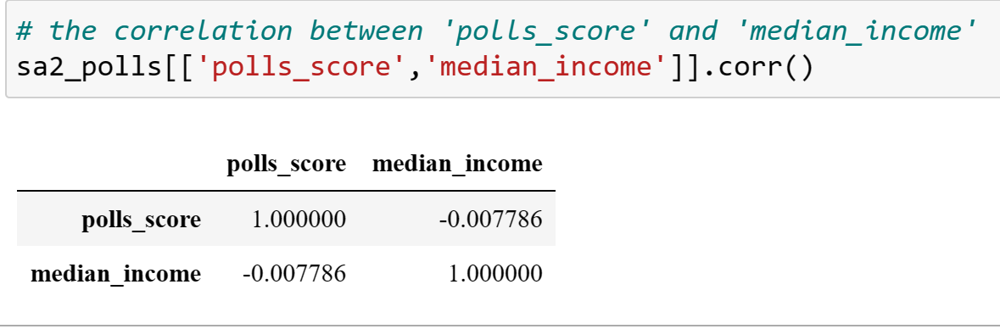 # the correlation between 'polls_score' and 'median_income'
sa2_polls[['polls_score','median_income']].corr()
polls_score median_income
polls_score 1.000000 -0.007786
median_income -0.007786 1.000000